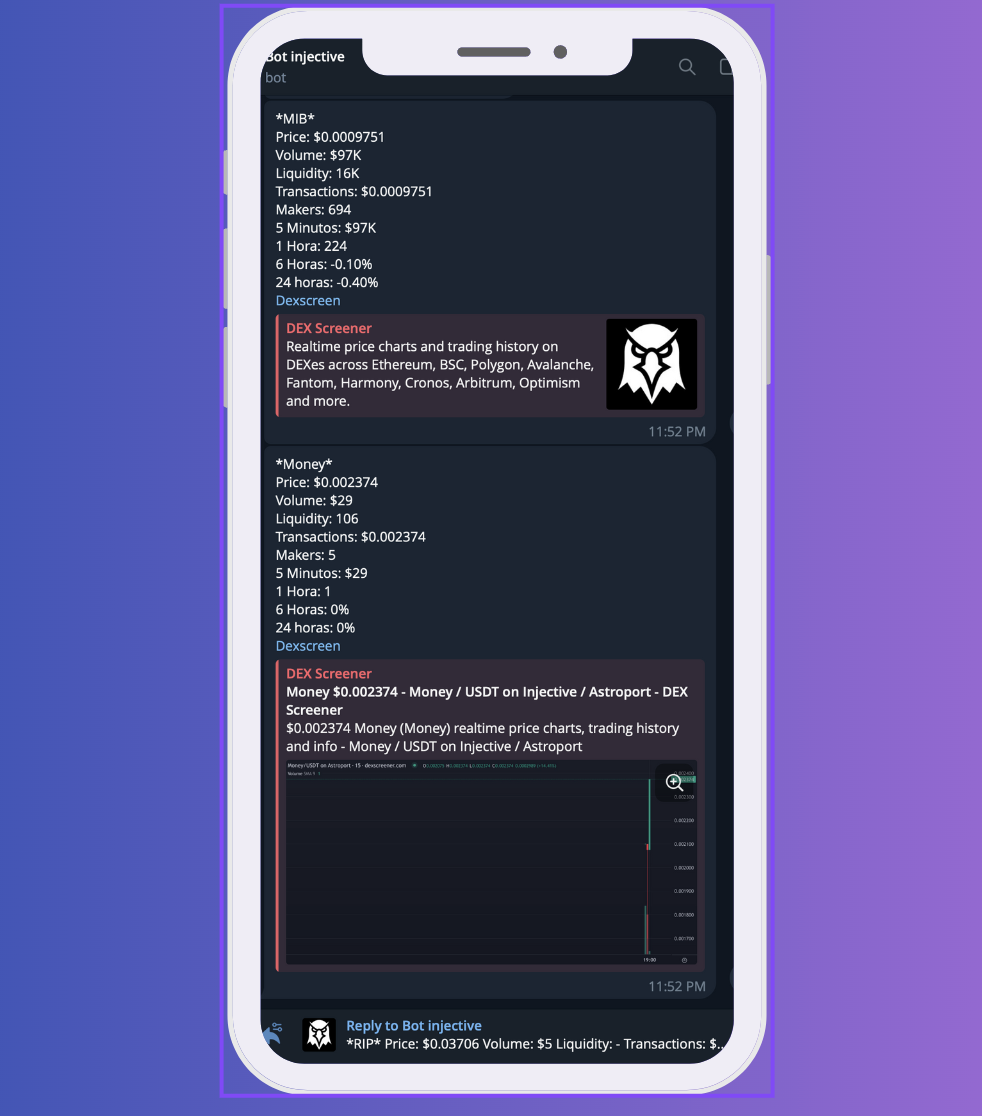 Bot injective
bot
*MIB*
Price: $0.0009751
Volume: $97K
Liquidity: 16K
Transactions: $0.0009751
Makers: 694
5 Minutos: $97K
1 Hora: 224
6 Horas: -0.10%
24 horas: -0.40%
Dexscreen
DEX Screener
Realtime price charts and trading history on
DEXes across Ethereum, BSC, Polygon, Avalanche,
Fantom, Harmony, Cronos, Arbitrum, Optimism
and more.
11:52 PM
*Money*
Price: $0.002374
Volume: $29
Liquidity: 106
Transactions: $0.002374
Makers: 5
5 Minutos: $29
1 Hora: 1
6 Horas: 0%
24 horas: 0%
Dexscreen
DEX Screener
Money $0.002374 - Money / USDT on Injective / Astroport - DEX
Screener
$0.002374 Money (Money) realtime price charts, trading history
and info - Money / USDT on Injective / Astroport
Money/USDT on Astroport - 15 - dexscreener.com
Volume
0.002300
0.002200
0.002100
0.002000
0.001900
0.001800
0.001700
19:00
11:52 PM
Reply to Bot injective
*RIP* Price: $0.03706 Volume: $5 Liquidity: - Transactions: $...